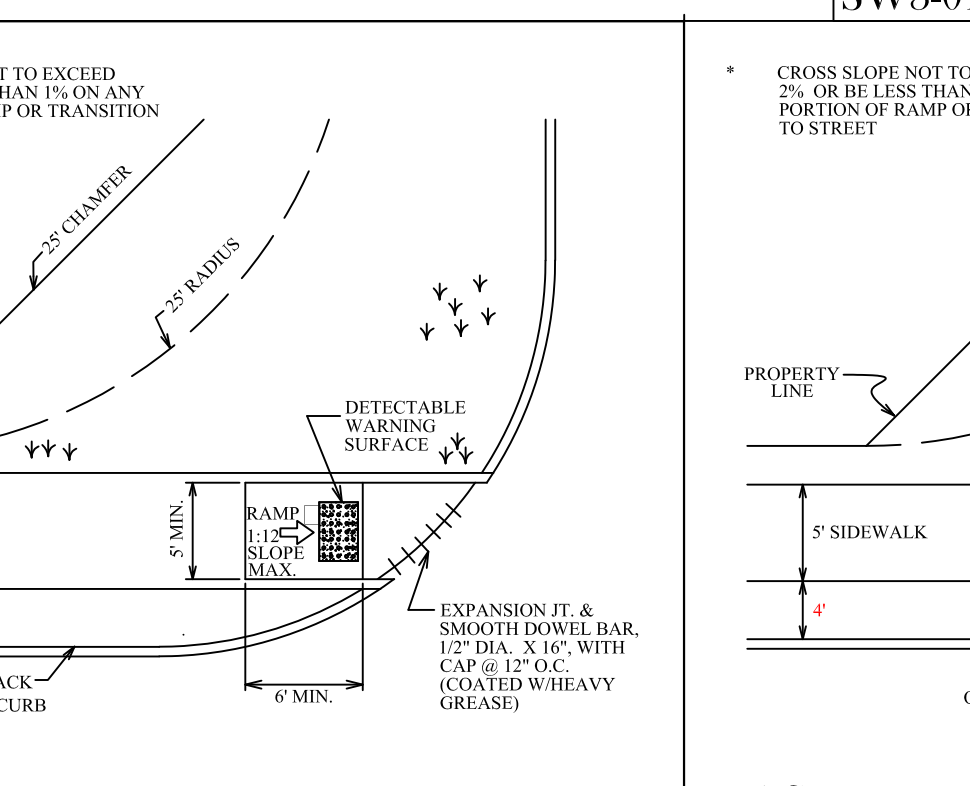 SW3-01
T TO EXCEED
HAN 1% ON ANY
IP OR TRANSITION
25' CHAMFER
25' RADIUS
DETECTABLE
WARNING
SURFACE
5' MIN.
RAMP
1:12
SLOPE
MAX.
EXPANSION JT. &
SMOOTH DOWEL BAR,
1/2" DIA. X 16", WITH
CAP @ 12" O.C.
(COATED W/HEAVY
GREASE)
6' MIN.
ACK
CURB
* CROSS SLOPE NOT TO
2% OR BE LESS THAN
PORTION OF RAMP OR
TO STREET
PROPERTY
LINE
5' SIDEWALK
4'